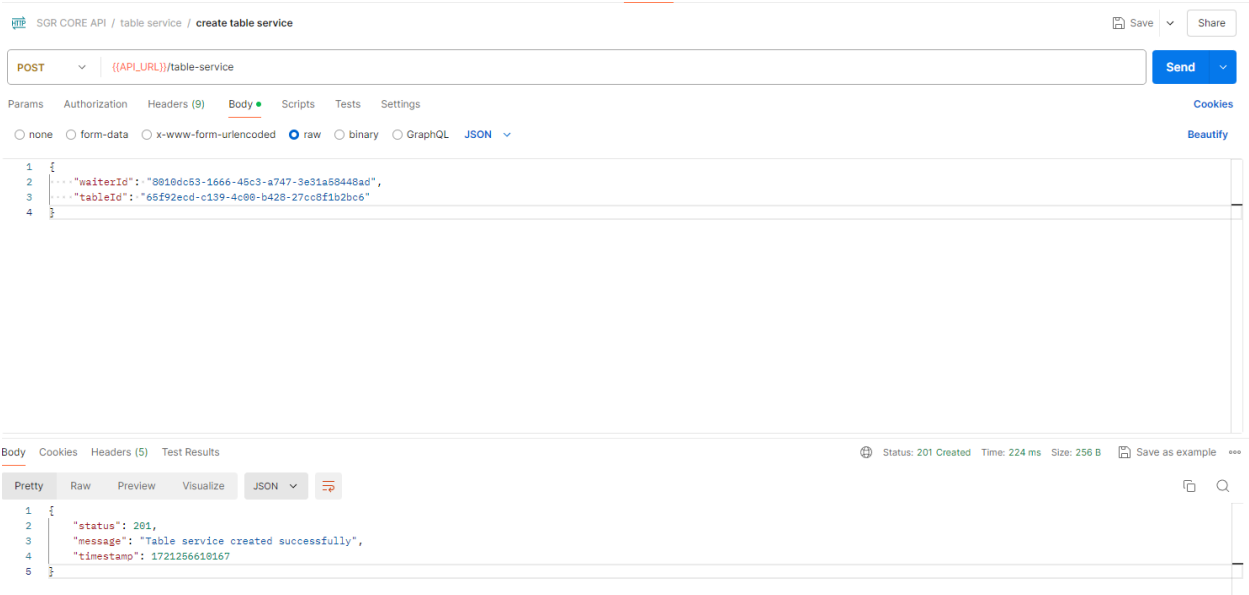 HTTP SGR CORE API / table service / create table service Save Share
POST {{API_URL}}/table-service Send
Params Authorization Headers (9) Body Scripts Tests Settings Cookies
none form-data x-www-form-urlencoded raw binary GraphQL JSON Beautify
1 {
2 "waiterId": "8010dc53-1666-45c3-a747-3e31a58448ad",
3 "tableId": "65f92ecd-c139-4c00-b428-27cc8f1b2bc6"
4 }
Body Cookies Headers (5) Test Results Status: 201 Created Time: 224 ms Size: 256 B Save as example
Pretty Raw Preview Visualize JSON
1 {
2 "status": 201,
3 "message": "Table service created successfully",
4 "timestamp": 1721256610167
5 }